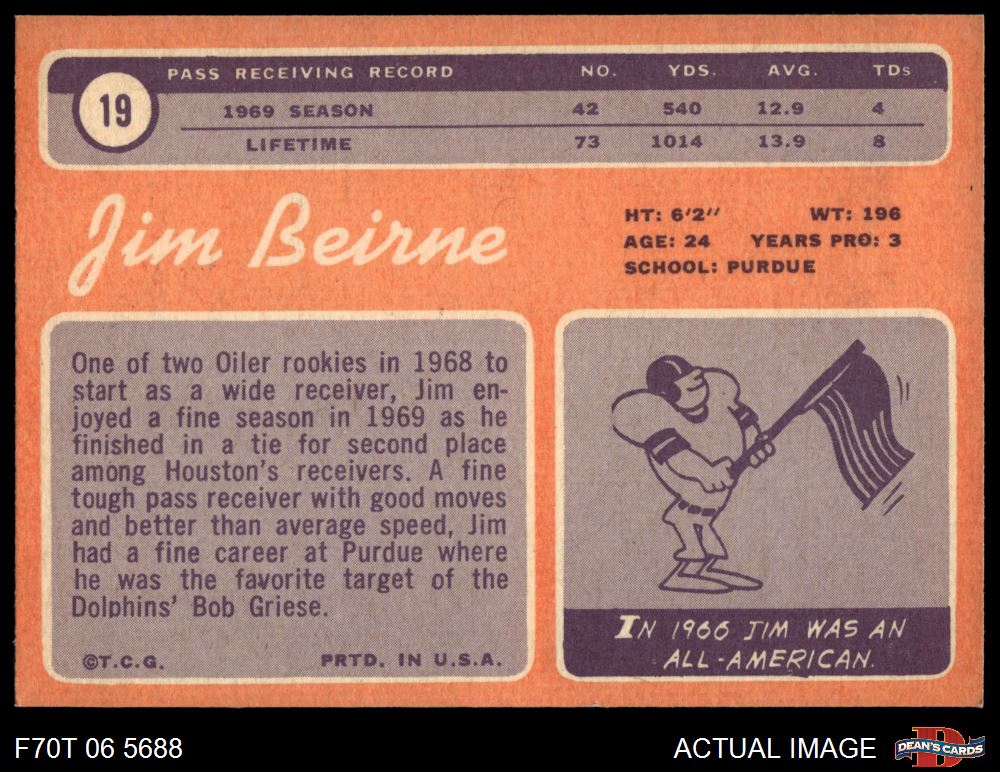 19
PASS RECEIVING RECORD NO. YDS. AVG. TDs
1969 SEASON 42 540 12.9 4
LIFETIME 73 1014 13.9 8
Jim Beirne
HT: 6'2'' WT: 196
AGE: 24 YEARS PRO: 3
SCHOOL: PURDUE
One of two Oiler rookies in 1968 to
start as a wide receiver, Jim en-
joyed a fine season in 1969 as he
finished in a tie for second place
among Houston's receivers. A fine
tough pass receiver with good moves
and better than average speed, Jim
had a fine career at Purdue where
he was the favorite target of the
Dolphins' Bob Griese.
©T.C.G. PRTD. IN U.S.A.
IN 1966 JIM WAS AN
ALL-AMERICAN.
F70T 06 5688
ACTUAL IMAGE
D
DEAN'S CARDS